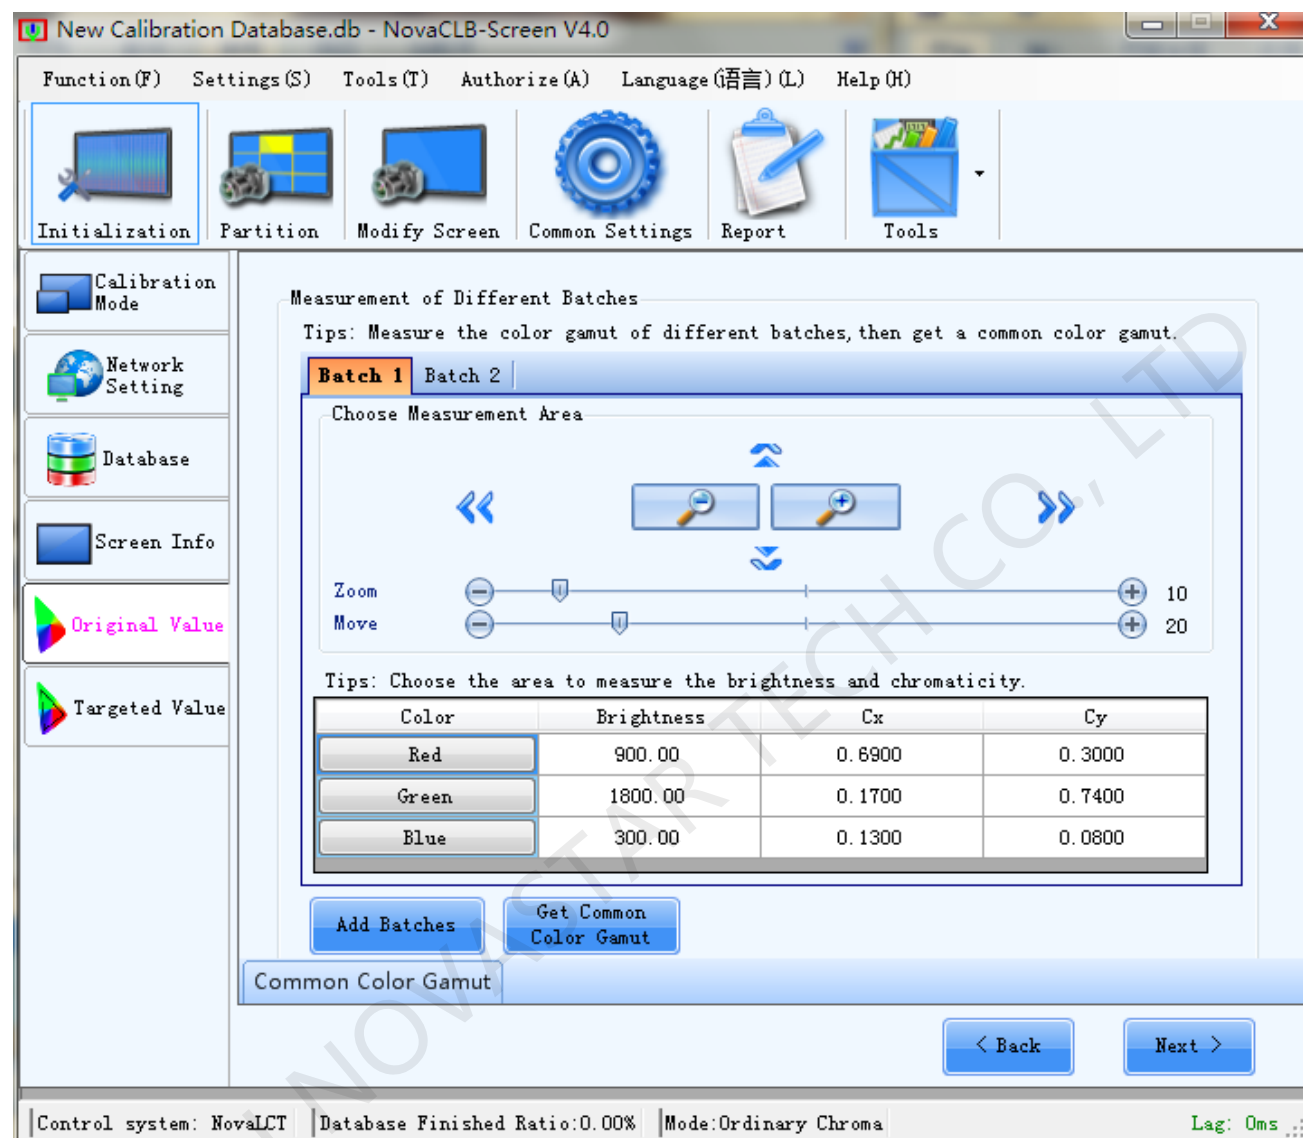 New Calibration Database.db - NovaCLB-Screen V4.0
Function(F) Settings(S) Tools(T) Authorize(A) Language(语言)(L) Help(H)
Initialization Partition Modify Screen Common Settings Report Tools
Calibration
Mode
Network
Setting
Database
Screen Info
Original Value
Targeted Value
Measurement of Different Batches
Tips: Measure the color gamut of different batches, then get a common color gamut.
Batch 1 Batch 2
Choose Measurement Area
Zoom 10
Move 20
Tips: Choose the area to measure the brightness and chromaticity.
Color Brightness Cx Cy
Red 900.00 0.6900 0.3000
Green 1800.00 0.1700 0.7400
Blue 300.00 0.1300 0.0800
Add Batches
Get Common
Color Gamut
Common Color Gamut
< Back Next >
Control system: NovaLCT Database Finished Ratio:0.00% Mode:Ordinary Chroma Lag: 0ms
NOVASTAR TECH CO., LTD